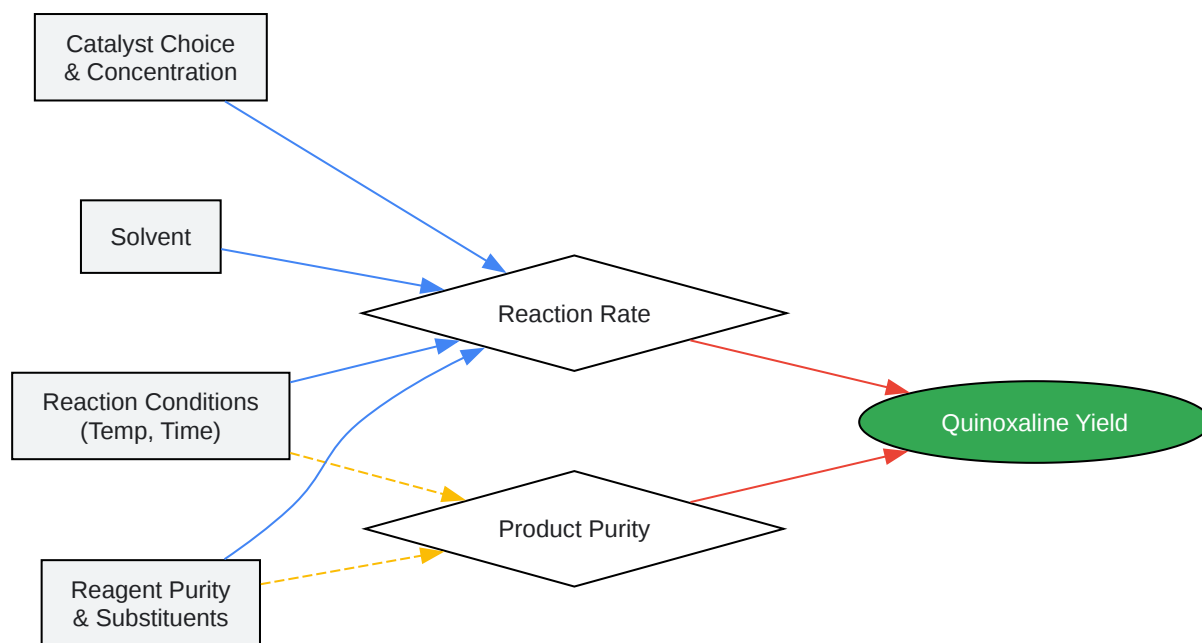 Catalyst Choice
& Concentration
Solvent
Reaction Rate
Reaction Conditions
(Temp, Time)
Quinoxaline Yield
Product Purity
Reagent Purity
& Substituents